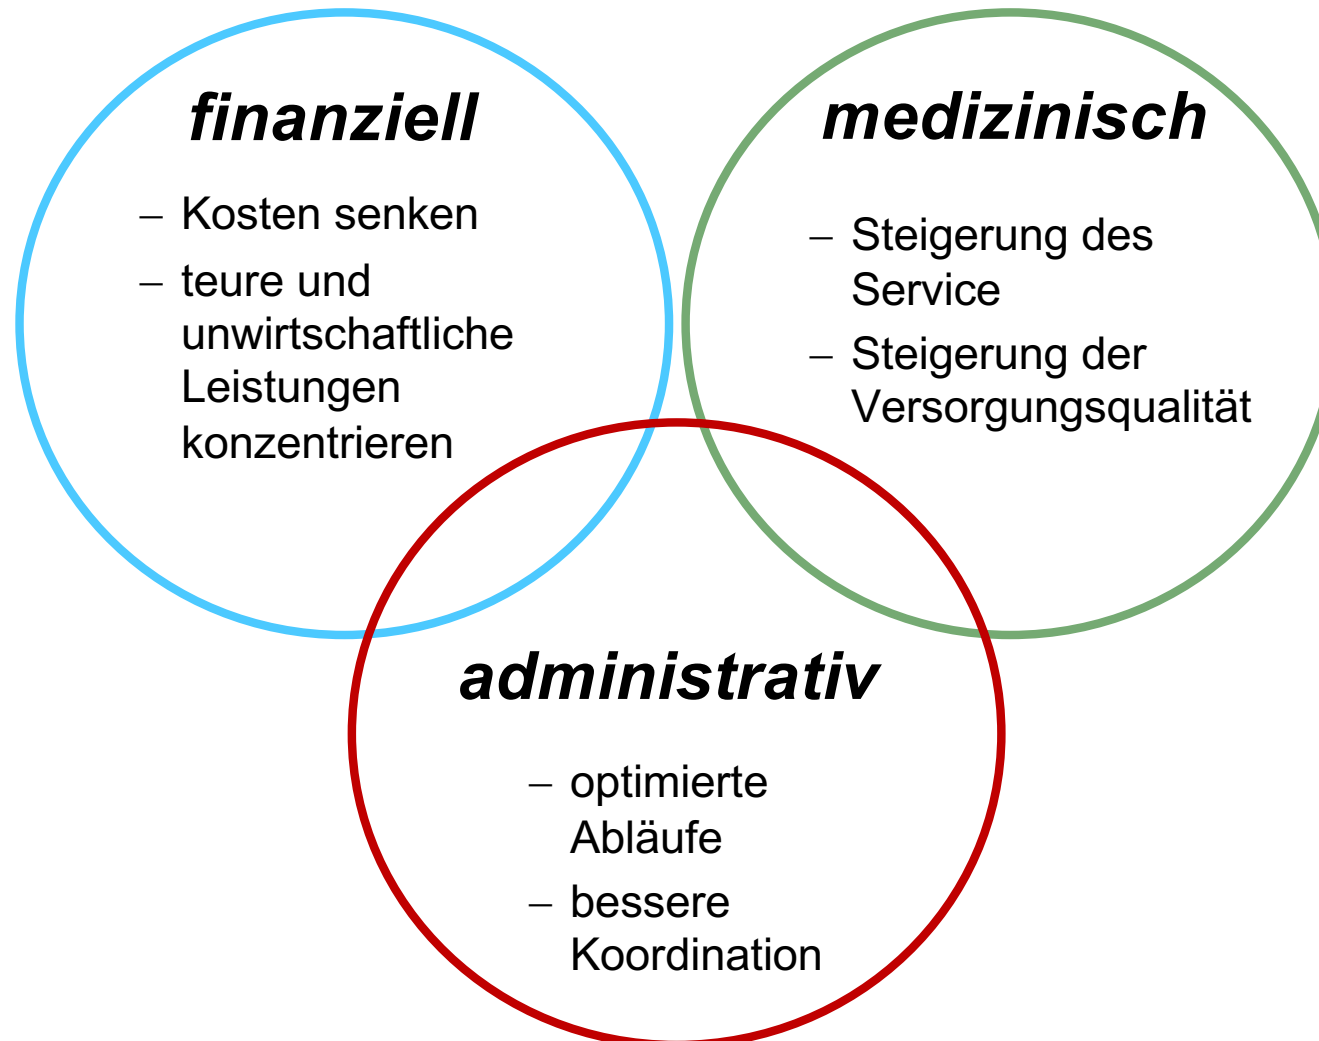 finanziell
– Kosten senken
– teure und
unwirtschaftliche
Leistungen
konzentrieren
medizinisch
– Steigerung des
Service
– Steigerung der
Versorgungsqualität
administrativ
– optimierte
Abläufe
– bessere
Koordination